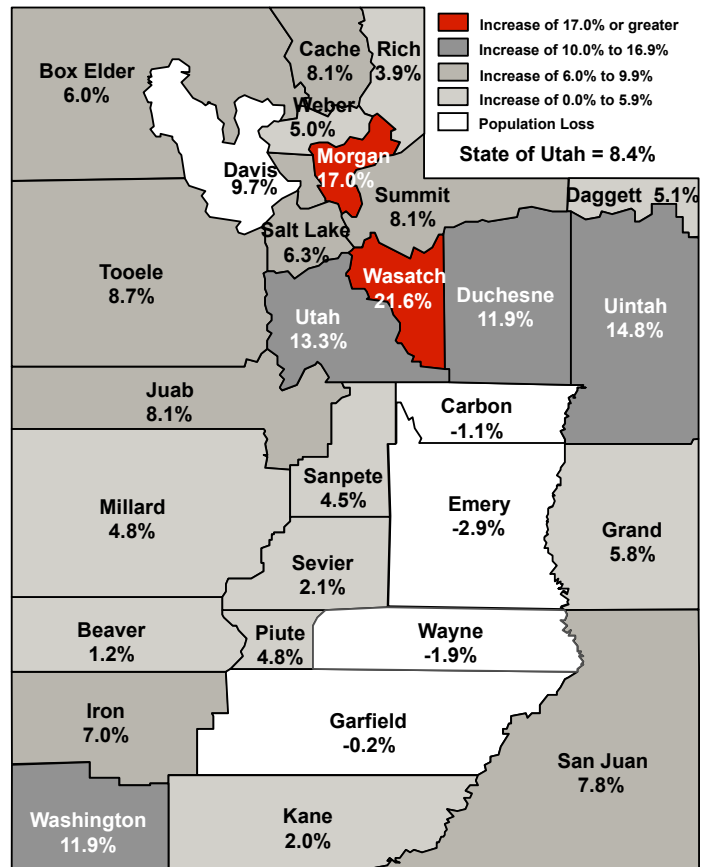 Increase of 17.0% or greater
Increase of 10.0% to 16.9%
Increase of 6.0% to 9.9%
Increase of 0.0% to 5.9%
Population Loss
State of Utah = 8.4%
Cache
8.1%
Rich
3.9%
Box Elder
6.0%
Weber
5.0%
Morgan
17.0%
Davis
9.7%
Summit
8.1%
Daggett 5.1%
Salt Lake
6.3%
Tooele
8.7%
Wasatch
21.6%
Duchesne
11.9%
Uintah
14.8%
Utah
13.3%
Juab
8.1%
Carbon
-1.1%
Sanpete
4.5%
Millard
4.8%
Emery
-2.9%
Grand
5.8%
Sevier
2.1%
Beaver
1.2%
Piute
4.8%
Wayne
-1.9%
Iron
7.0%
Garfield
-0.2%
San Juan
7.8%
Washington
11.9%
Kane
2.0%